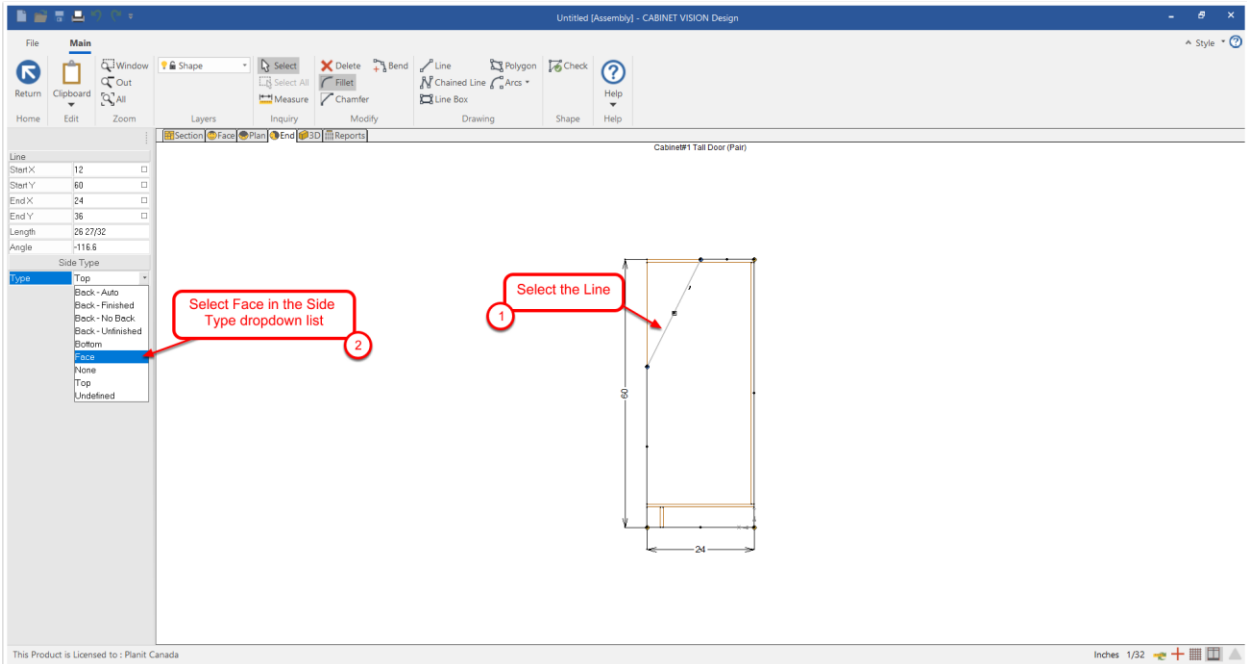 Untitled [Assembly] - CABINET VISION Design
File
Main
Style
Return
Clipboard
Window
Out
All
Shape
Select
Select All
Measure
Delete
Bend
Fillet
Chamfer
Line
Polygon
Chained Line
Arcs
Line Box
Check
Help
Home
Edit
Zoom
Layers
Inquiry
Modify
Drawing
Shape
Help
Section
Face
Plan
End
3D
Reports
Cabinet#1 Tall Door (Pair)
Line
Start X 12
Start Y 60
End X 24
End Y 36
Length 26 27/32
Angle -116.6
Side Type
Type Top
Back - Auto
Back - Finished
Back - No Back
Back - Unfinished
Bottom
Face
None
Top
Undefined
Select Face in the Side
Type dropdown list
2
Select the Line
1
60
24
This Product is Licensed to : Planit Canada
Inches 1/32